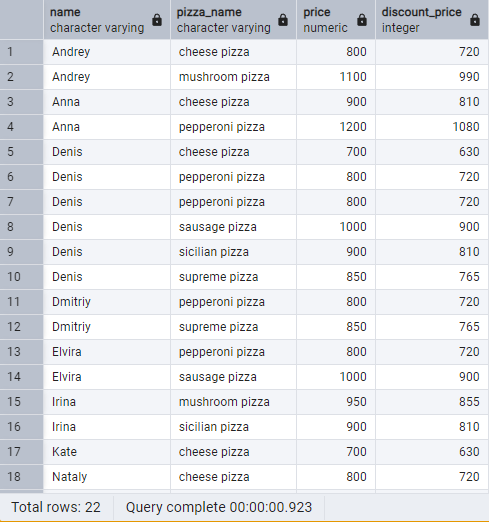 name pizza_name price discount_price
character varying character varying numeric integer
1 Andrey cheese pizza 800 720
2 Andrey mushroom pizza 1100 990
3 Anna cheese pizza 900 810
4 Anna pepperoni pizza 1200 1080
5 Denis cheese pizza 700 630
6 Denis pepperoni pizza 800 720
7 Denis pepperoni pizza 800 720
8 Denis sausage pizza 1000 900
9 Denis sicilian pizza 900 810
10 Denis supreme pizza 850 765
11 Dmitriy pepperoni pizza 800 720
12 Dmitriy supreme pizza 850 765
13 Elvira pepperoni pizza 800 720
14 Elvira sausage pizza 1000 900
15 Irina mushroom pizza 950 855
16 Irina sicilian pizza 900 810
17 Kate cheese pizza 700 630
18 Nataly cheese pizza 800 720
Total rows: 22 Query complete 00:00:00.923